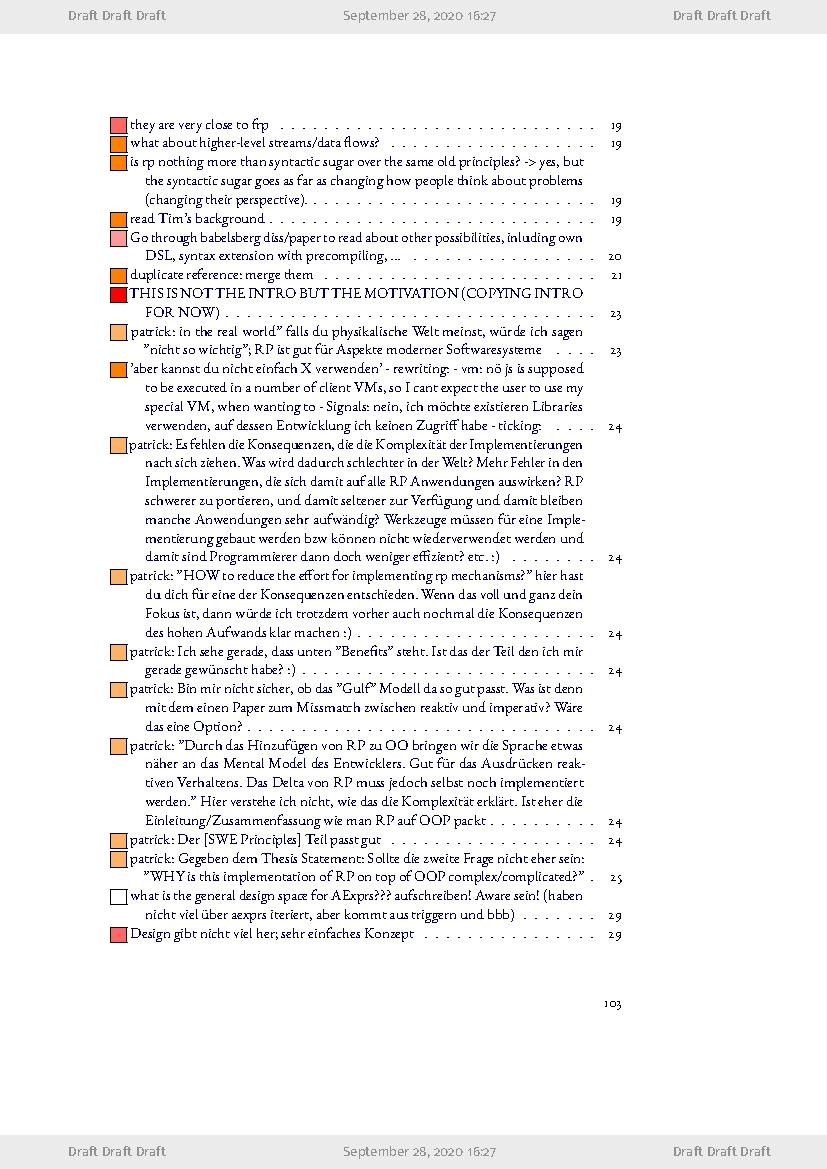 Draft Draft Draft September 28, 2020 16:27 Draft Draft Draft
they are very close to frp . . . . . . . . . . . . . . . . . . . . . . . . . . . . . 19
what about higher-level streams/data flows? . . . . . . . . . . . . . . . . . . . 19
is rp nothing more than syntactic sugar over the same old principles? -> yes, but
the syntactic sugar goes as far as changing how people think about problems
(changing their perspective). . . . . . . . . . . . . . . . . . . . . . . . . . . 19
read Tim's background . . . . . . . . . . . . . . . . . . . . . . . . . . . . . . 19
Go through babelsberg diss/paper to read about other possibilities, inluding own
DSL, syntax extension with precompiling, ... . . . . . . . . . . . . . . . . . . 20
duplicate reference: merge them . . . . . . . . . . . . . . . . . . . . . . . . . 21
THIS IS NOT THE INTRO BUT THE MOTIVATION (COPYING INTRO
FOR NOW) . . . . . . . . . . . . . . . . . . . . . . . . . . . . . . . . . . 23
patrick: in the real world" falls du physikalische Welt meinst, würde ich sagen
"nicht so wichtig"; RP ist gut für Aspekte moderner Softwaresysteme . . . . 23
'aber kannst du nicht einfach X verwenden' - rewriting: - vm: nö js is supposed
to be executed in a number of client VMs, so I cant expect the user to use my
special VM, when wanting to - Signals: nein, ich möchte existieren Libraries
verwenden, auf dessen Entwicklung ich keinen Zugriff habe - ticking: . . . . 24
patrick: Es fehlen die Konsequenzen, die die Komplexität der Implementierungen
nach sich ziehen. Was wird dadurch schlechter in der Welt? Mehr Fehler in den
Implementierungen, die sich damit auf alle RP Anwendungen auswirken? RP
schwerer zu portieren, und damit seltener zur Verfügung und damit bleiben
manche Anwendungen sehr aufwändig? Werkzeuge müssen für eine Imple-
mentierung gebaut werden bzw können nicht wiederverwendet werden und
damit sind Programmierer dann doch weniger effizient? etc. :) . . . . . . . . 24
patrick: "HOW to reduce the effort for implementing rp mechanisms?" hier hast
du dich für eine der Konsequenzen entschieden. Wenn das voll und ganz dein
Fokus ist, dann würde ich trotzdem vorher auch nochmal die Konsequenzen
des hohen Aufwands klar machen :) . . . . . . . . . . . . . . . . . . . . . . 24
patrick: Ich sehe gerade, dass unten "Benefits" steht. Ist das der Teil den ich mir
gerade gewünscht habe? :) . . . . . . . . . . . . . . . . . . . . . . . . . . . 24
patrick: Bin mir nicht sicher, ob das "Gulf" Modell da so gut passt. Was ist denn
mit dem einen Paper zum Missmatch zwischen reaktiv und imperativ? Wäre
das eine Option? . . . . . . . . . . . . . . . . . . . . . . . . . . . . . . . . 24
patrick: "Durch das Hinzufügen von RP zu OO bringen wir die Sprache etwas
näher an das Mental Model des Entwicklers. Gut für das Ausdrücken reak-
tiven Verhaltens. Das Delta von RP muss jedoch selbst noch implementiert
werden." Hier verstehe ich nicht, wie das die Komplexität erklärt. Ist eher die
Einleitung/Zusammenfassung wie man RP auf OOP packt . . . . . . . . . . 24
patrick: Der [SWE Principles] Teil passt gut . . . . . . . . . . . . . . . . . . . 24
patrick: Gegeben dem Thesis Statement: Sollte die zweite Frage nicht eher sein:
"WHY is this implementation of RP on top of OOP complex/complicated?" . 25
what is the general design space for AExprs??? aufschreiben! Aware sein! (haben
nicht viel über aexprs iteriert, aber kommt aus triggern und bbb) . . . . . . . 29
Design gibt nicht viel her; sehr einfaches Konzept . . . . . . . . . . . . . . . . 29
103
Draft Draft Draft September 28, 2020 16:27 Draft Draft Draft